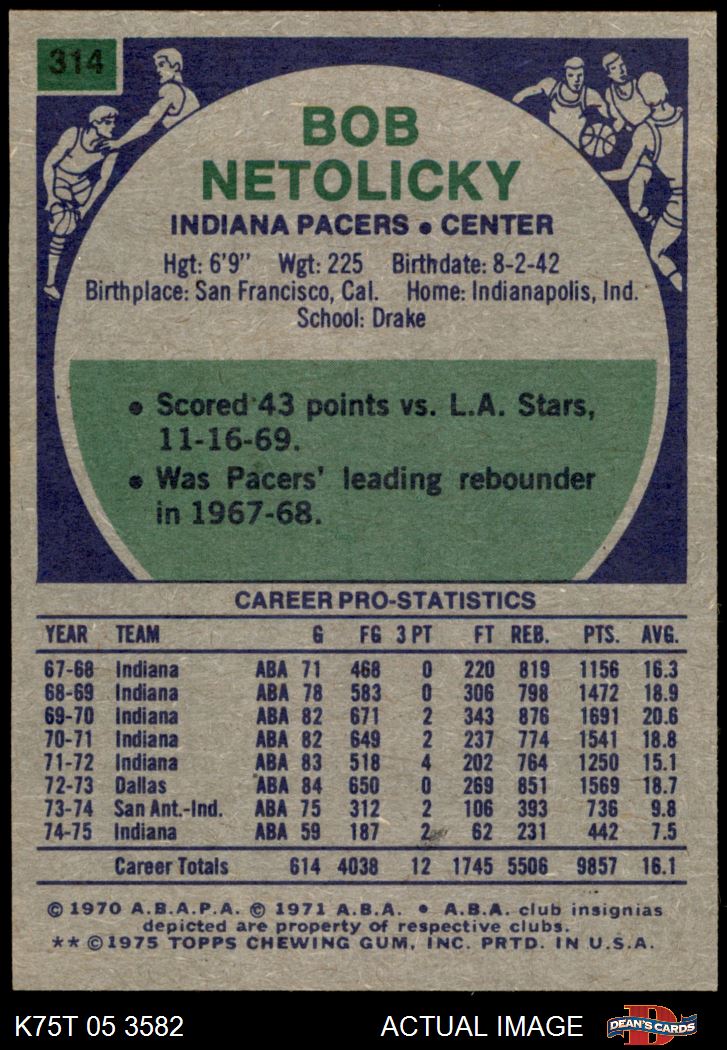 314
BOB
NETOLICKY
INDIANA PACERS • CENTER
Hgt: 6'9" Wgt: 225 Birthdate: 8-2-42
Birthplace: San Francisco, Cal. Home: Indianapolis, Ind.
School: Drake
• Scored 43 points vs. L.A. Stars,
11-16-69.
• Was Pacers' leading rebounder
in 1967-68.
CAREER PRO-STATISTICS
YEAR TEAM G FG 3 PT FT REB. PTS. AVG.
67-68 Indiana ABA 71 468 0 220 819 1156 16.3
68-69 Indiana ABA 78 583 0 306 798 1472 18.9
69-70 Indiana ABA 82 671 2 343 876 1691 20.6
70-71 Indiana ABA 82 649 2 237 774 1541 18.8
71-72 Indiana ABA 83 518 4 202 764 1250 15.1
72-73 Dallas ABA 84 650 0 269 851 1569 18.7
73-74 San Ant.-Ind. ABA 75 312 2 106 393 736 9.8
74-75 Indiana ABA 59 187 2 62 231 442 7.5
Career Totals 614 4038 12 1745 5506 9857 16.1
© 1970 A.B.A.P.A. © 1971 A.B.A. • A.B.A. club insignias
depicted are property of respective clubs.
**©1975 TOPPS CHEWING GUM, INC. PRTD. IN U.S.A.
K75T 05 3582 ACTUAL IMAGE D DEAN'S CARDS